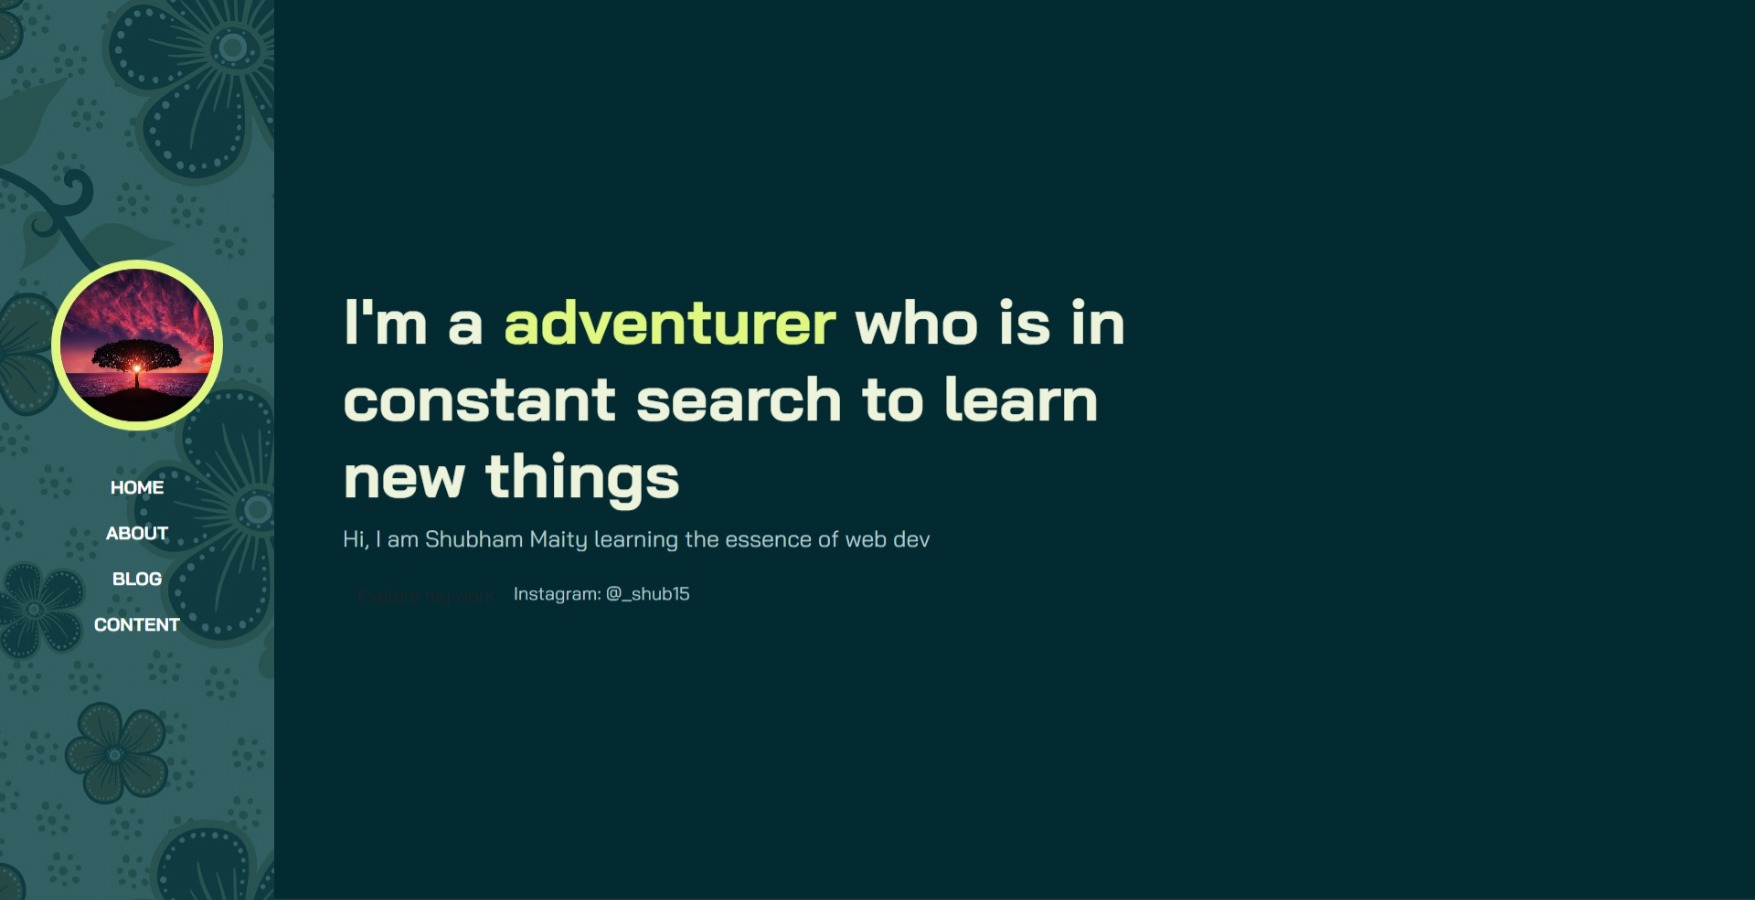 HOME
ABOUT
BLOG
CONTENT
I'm a adventurer who is in
constant search to learn
new things
Hi, I am Shubham Maity learning the essence of web dev
Explore my work
Instagram: @_shub15